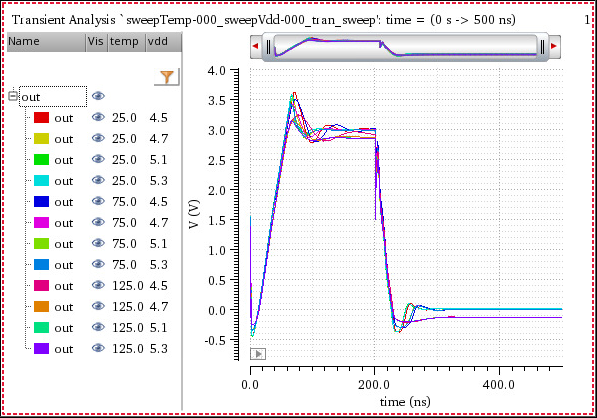 Transient Analysis `sweepTemp-000_sweepVdd-000_tran_sweep': time = (0 s -> 500 ns) 1
Name Vis temp vdd
out
out 25.0 4.5
out 25.0 4.7
out 25.0 5.1
out 25.0 5.3
out 75.0 4.5
out 75.0 4.7
out 75.0 5.1
out 75.0 5.3
out 125.0 4.5
out 125.0 4.7
out 125.0 5.1
out 125.0 5.3
V (V)
4.0
3.5
3.0
2.5
2.0
1.5
1.0
0.5
0.0
-0.5
0.0 200.0 400.0
time (ns)